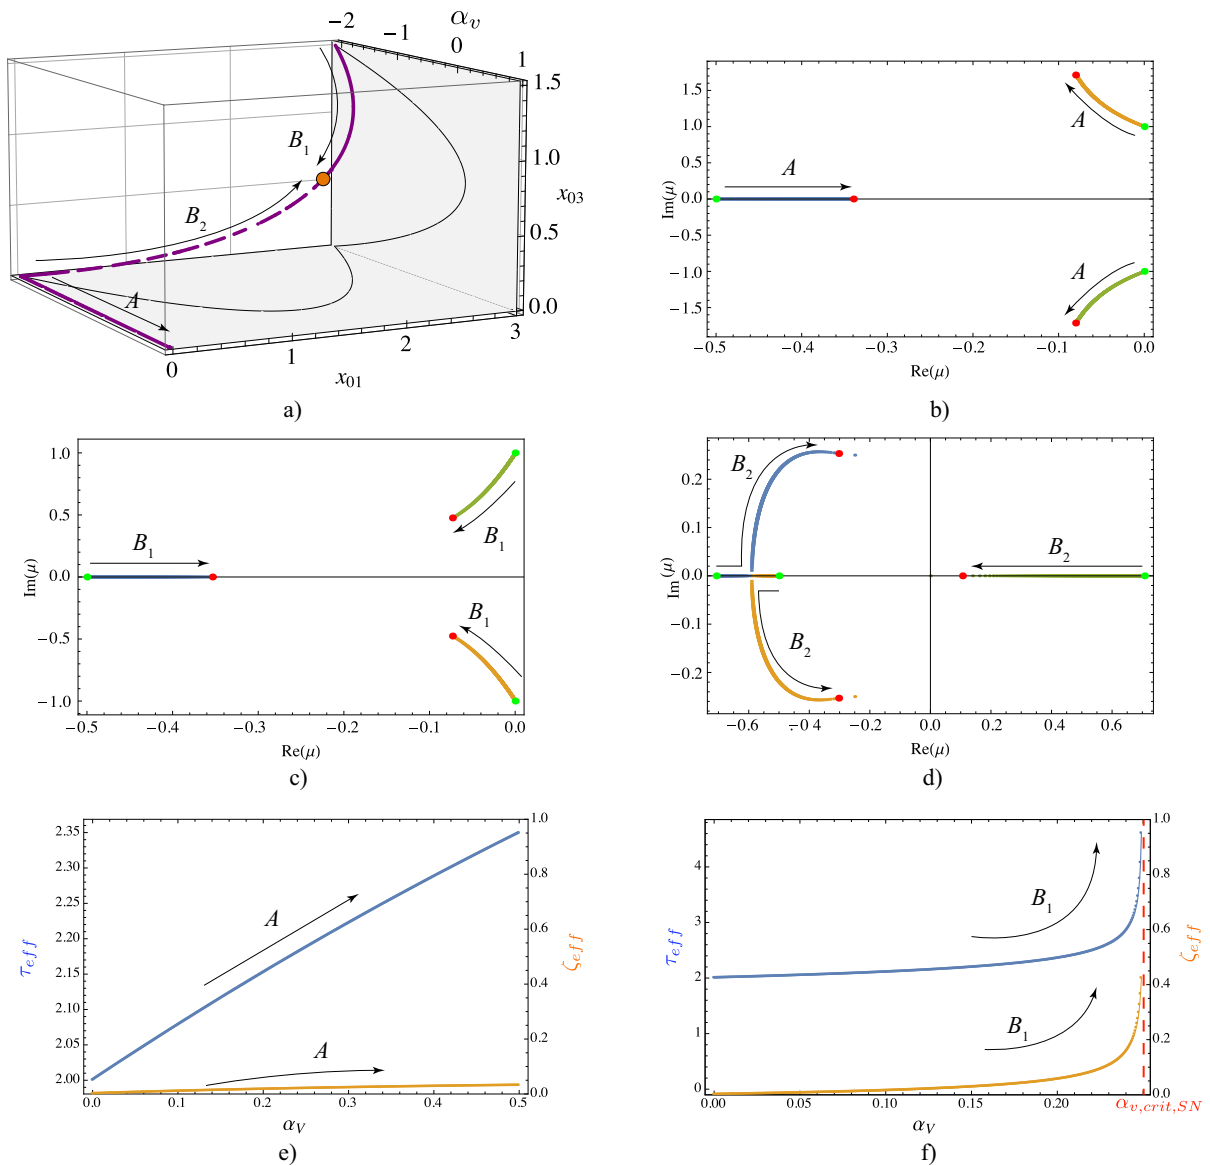 −2 −1 α_v 0 1
1.5
1.0
x_03
0.5
0.0
B_1
B_2
A
0 1 2 3
x_01
a)
1.5
1.0
0.5
0.0
−0.5
−1.0
−1.5
Im(μ)
A
A
A
−0.5 −0.4 −0.3 −0.2 −0.1 0.0
Re(μ)
b)
1.0
0.5
0.0
−0.5
−1.0
Im(μ)
B_1
B_1
B_1
−0.5 −0.4 −0.3 −0.2 −0.1 0.0
Re(μ)
c)
0.2
0.1
0.0
−0.1
−0.2
Im(μ)
B_2
B_2
B_2
−0.6 −0.4 −0.2 0.0 0.2 0.4 0.6
Re(μ)
d)
2.35
2.30
2.25
2.20
2.15
2.10
2.05
2.00
τ_eff
A
A
1.0
0.8
0.6
0.4
0.2
0.0
ζ_eff
0.0 0.1 0.2 0.3 0.4 0.5
α_V
e)
4
3
2
1
0
τ_eff
B_1
B_1
1.0
0.8
0.6
0.4
0.2
0.0
ζ_eff
0.00 0.05 0.10 0.15 0.20 α_v,crit,SN
α_V
f)